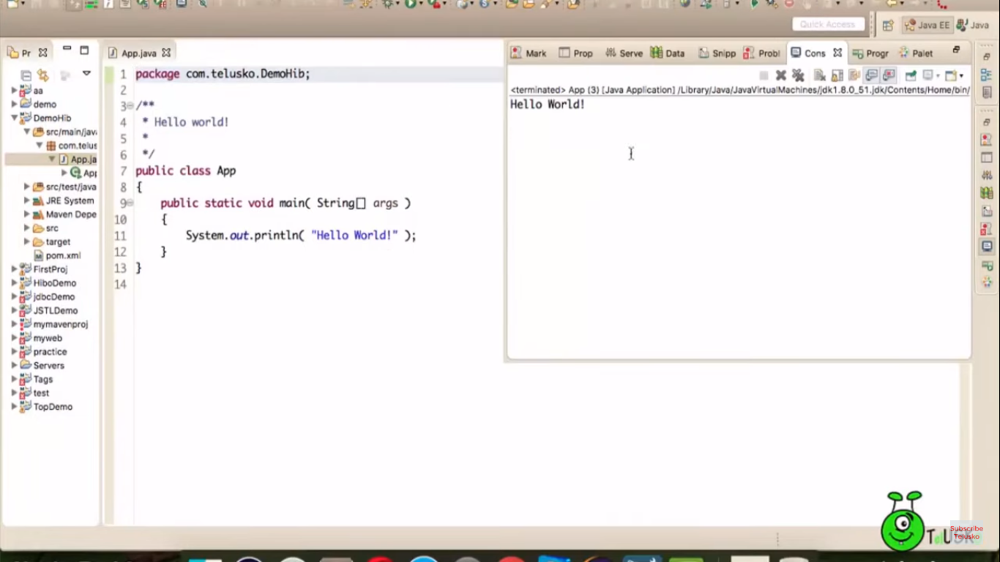 Quick Access
Java EE
Java
Pr
App.java
Mark
Prop
Serve
Data
Snipp
Probl
Cons
Progr
Palet
<terminated> App (3) [Java Application] /Library/Java/JavaVirtualMachines/jdk1.8.0_51.jdk/Contents/Home/bin/
Hello World!
aa
demo
DemoHib
src/main/java
com.telus
App.ja
App
src/test/java
JRE System
Maven Depe
src
target
pom.xml
FirstProj
HiboDemo
jdbcDemo
JSTLDemo
mymavenproj
myweb
practice
Servers
Tags
test
TopDemo
1 package com.telusko.DemoHib;
2
3 /**
4 * Hello world!
5 *
6 */
7 public class App
8 {
9 public static void main( String[] args )
10 {
11 System.out.println( "Hello World!" );
12 }
13 }
14
Subscribe
Telusko